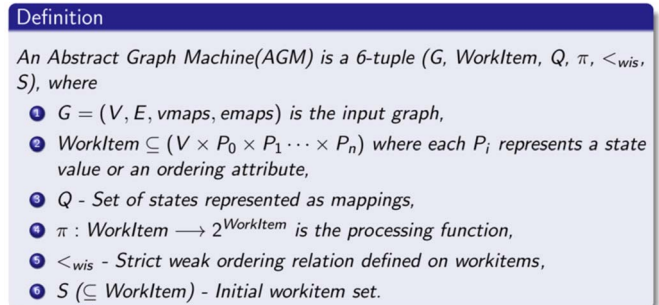 Definition
An Abstract Graph Machine(AGM) is a 6-tuple (G, WorkItem, Q, π, <wis,
S), where
1 G = (V, E, vmaps, emaps) is the input graph,
2 WorkItem ⊆ (V × P0 × P1 ⋯ × Pn) where each Pi represents a state
value or an ordering attribute,
3 Q - Set of states represented as mappings,
4 π : WorkItem ⟶ 2^WorkItem is the processing function,
5 <wis - Strict weak ordering relation defined on workitems,
6 S (⊆ WorkItem) - Initial workitem set.